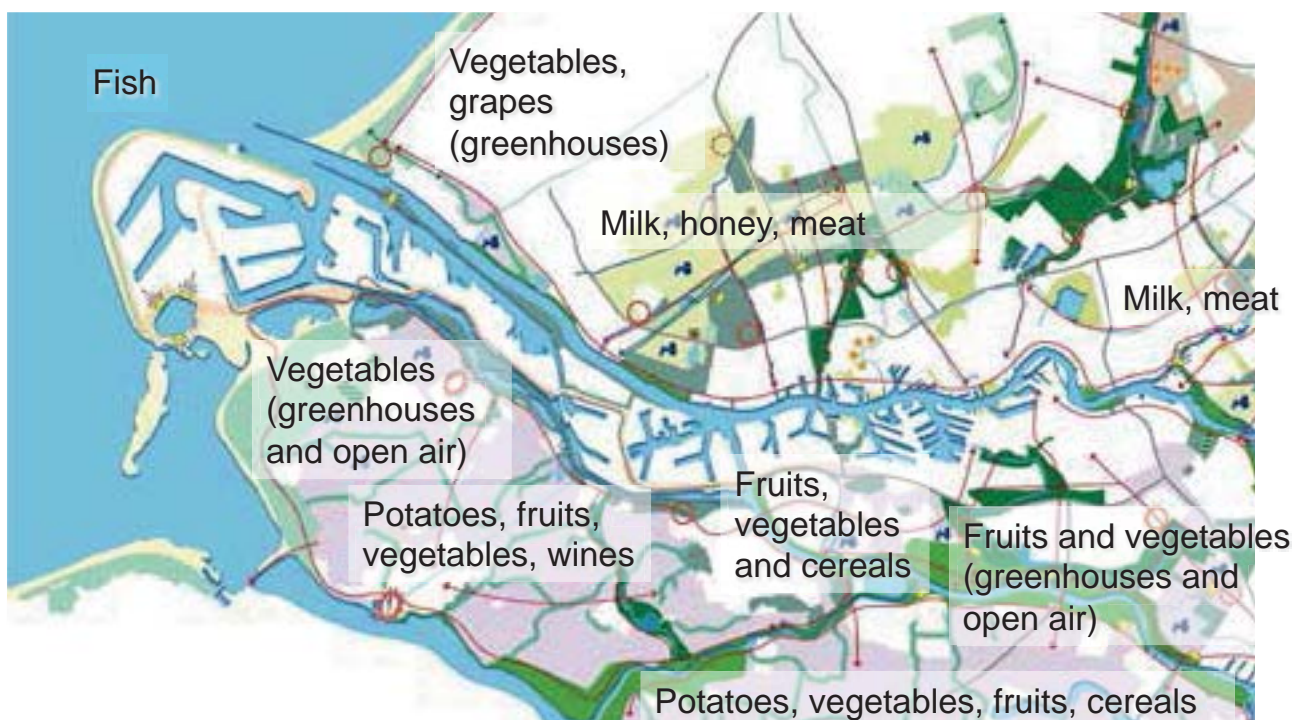 Fish
Vegetables,
grapes
(greenhouses)
Milk, honey, meat
Milk, meat
Vegetables
(greenhouses
and open air)
Potatoes, fruits,
vegetables, wines
Fruits,
vegetables
and cereals
Fruits and vegetables
(greenhouses and
open air)
Potatoes, vegetables, fruits, cereals